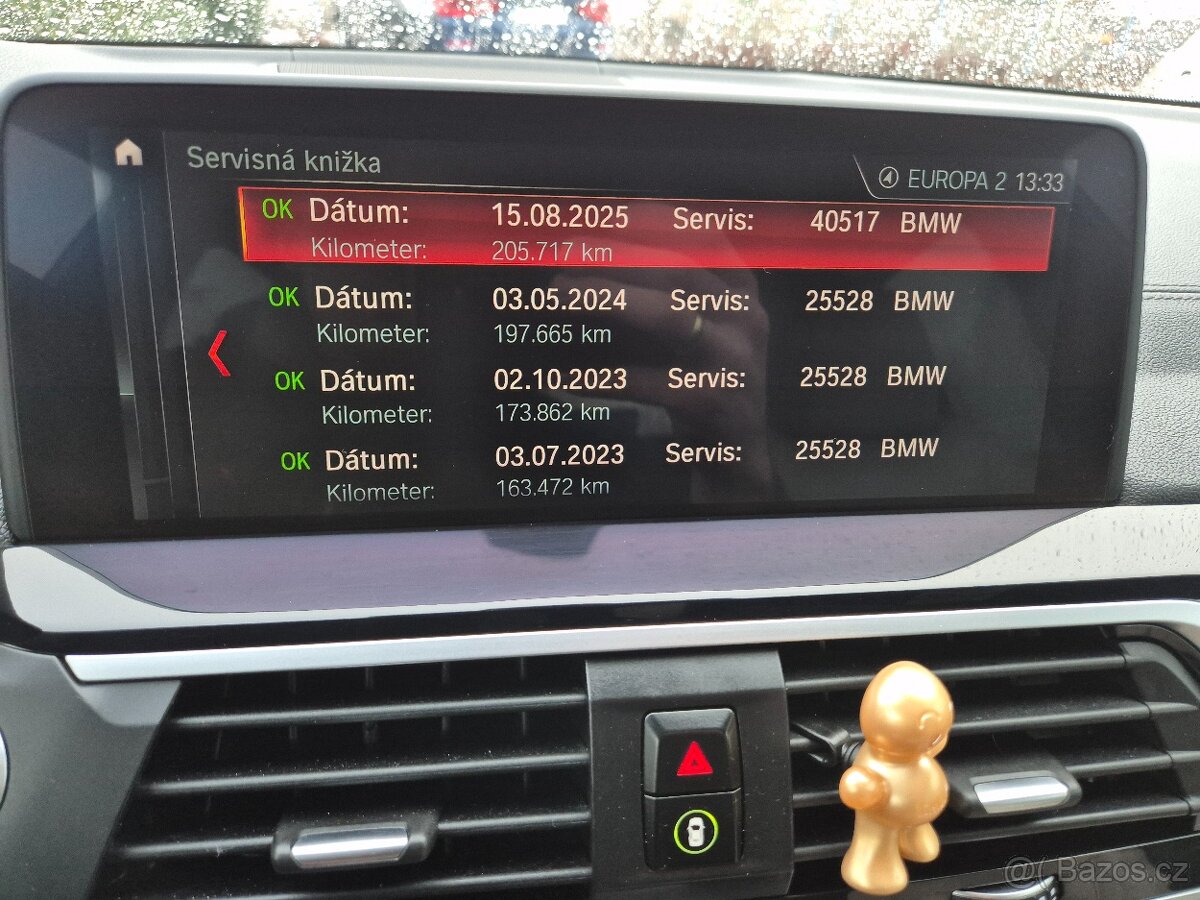 Servisná knižka
EUROPA 2 13:33
OK Dátum: 15.08.2025 Servis: 40517 BMW
Kilometer: 205.717 km
OK Dátum: 03.05.2024 Servis: 25528 BMW
Kilometer: 197.665 km
OK Dátum: 02.10.2023 Servis: 25528 BMW
Kilometer: 173.862 km
OK Dátum: 03.07.2023 Servis: 25528 BMW
Kilometer: 163.472 km
Bazos.cz